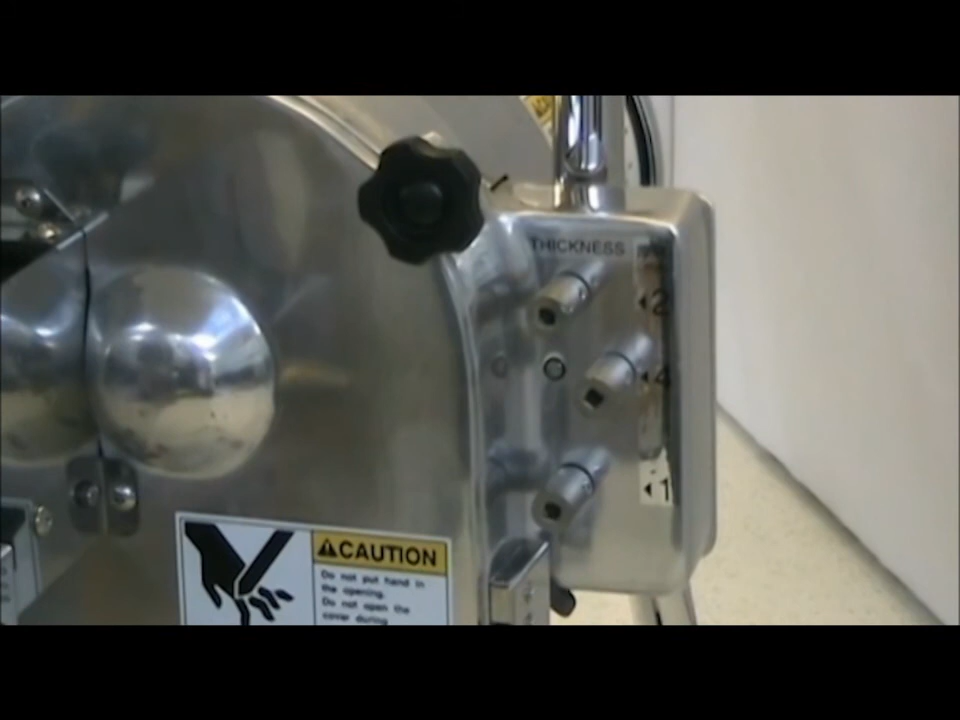 THICKNESS
◄2
◄4
◄1
⚠CAUTION
Do not put hand in
the opening.
Do not open the
cover during